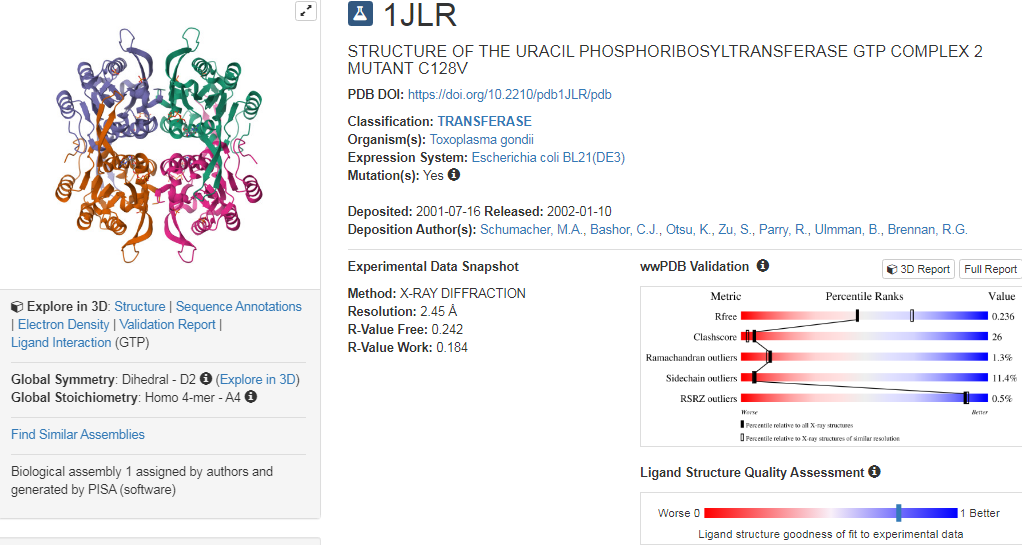 1JLR
STRUCTURE OF THE URACIL PHOSPHORIBOSYLTRANSFERASE GTP COMPLEX 2
MUTANT C128V
PDB DOI: https://doi.org/10.2210/pdb1JLR/pdb
Classification: TRANSFERASE
Organism(s): Toxoplasma gondii
Expression System: Escherichia coli BL21(DE3)
Mutation(s): Yes
Deposited: 2001-07-16 Released: 2002-01-10
Deposition Author(s): Schumacher, M.A., Bashor, C.J., Otsu, K., Zu, S., Parry, R., Ulmman, B., Brennan, R.G.
Explore in 3D: Structure | Sequence Annotations
| Electron Density | Validation Report |
Ligand Interaction (GTP)
Global Symmetry: Dihedral - D2 (Explore in 3D)
Global Stoichiometry: Homo 4-mer - A4
Find Similar Assemblies
Biological assembly 1 assigned by authors and
generated by PISA (software)
Experimental Data Snapshot
Method: X-RAY DIFFRACTION
Resolution: 2.45 Å
R-Value Free: 0.242
R-Value Work: 0.184
wwPDB Validation
3D Report Full Report
Metric Percentile Ranks Value
Rfree 0.236
Clashscore 26
Ramachandran outliers 1.3%
Sidechain outliers 11.4%
RSRZ outliers 0.5%
Worse Better
Percentile relative to all X-ray structures
Percentile relative to X-ray structures of similar resolution
Ligand Structure Quality Assessment
Worse 0 1 Better
Ligand structure goodness of fit to experimental data